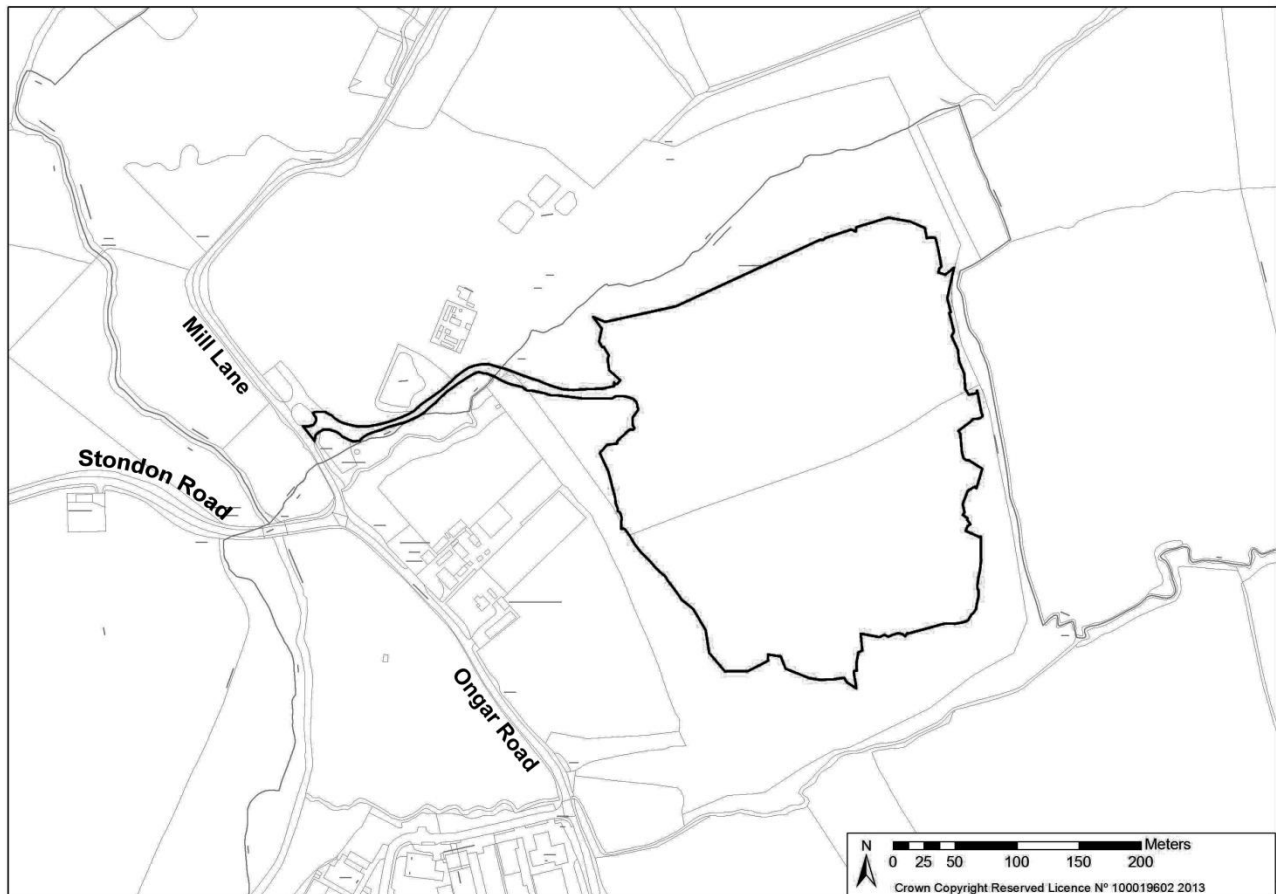 Mill Lane
Stondon Road
Ongar Road
N
Meters
0 25 50 100 150 200
Crown Copyright Reserved Licence Nº 100019602 2013